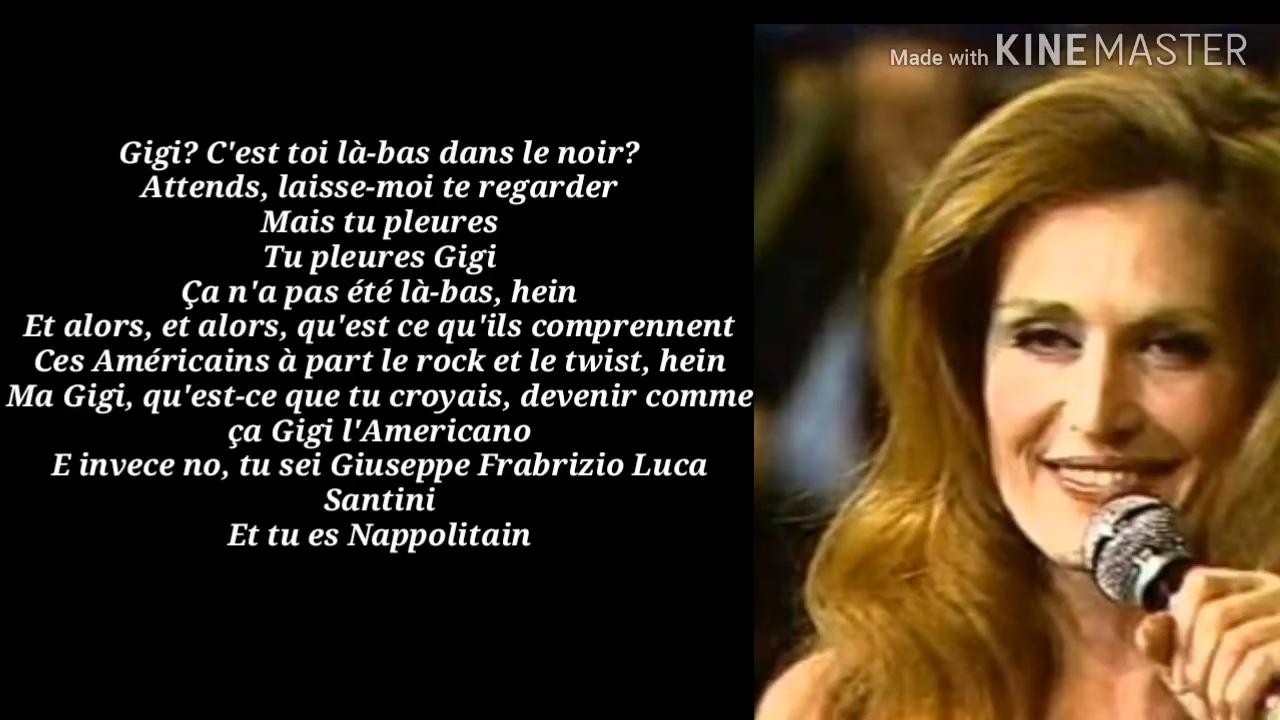 Made with KINEMASTER
Gigi? C'est toi là-bas dans le noir?
Attends, laisse-moi te regarder
Mais tu pleures
Tu pleures Gigi
Ça n'a pas été là-bas, hein
Et alors, et alors, qu'est ce qu'ils comprennent
Ces Américains à part le rock et le twist, hein
Ma Gigi, qu'est-ce que tu croyais, devenir comme
ça Gigi l'Americano
E invece no, tu sei Giuseppe Frabrizio Luca
Santini
Et tu es Nappolitain